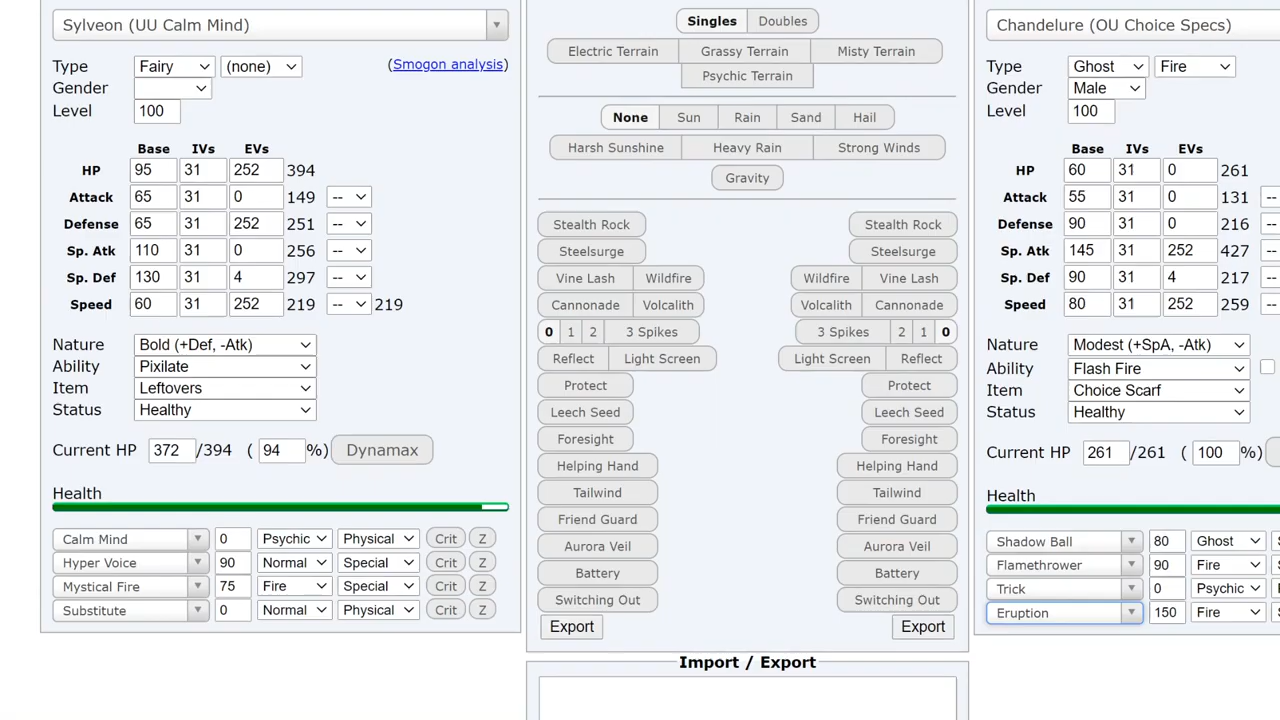 Sylveon (UU Calm Mind)
Type Fairy (none) (Smogon analysis)
Gender
Level 100
Base IVs EVs
HP 95 31 252 394
Attack 65 31 0 149 --
Defense 65 31 252 251 --
Sp. Atk 110 31 0 256 --
Sp. Def 130 31 4 297 --
Speed 60 31 252 219 -- 219
Nature Bold (+Def, -Atk)
Ability Pixilate
Item Leftovers
Status Healthy
Current HP 372 /394 ( 94 %) Dynamax
Health
Calm Mind 0 Psychic Physical Crit Z
Hyper Voice 90 Normal Special Crit Z
Mystical Fire 75 Fire Special Crit Z
Substitute 0 Normal Physical Crit Z
Singles Doubles
Electric Terrain Grassy Terrain Misty Terrain
Psychic Terrain
None Sun Rain Sand Hail
Harsh Sunshine Heavy Rain Strong Winds
Gravity
Stealth Rock Stealth Rock
Steelsurge Steelsurge
Vine Lash Wildfire Wildfire Vine Lash
Cannonade Volcalith Volcalith Cannonade
0 1 2 3 Spikes 3 Spikes 2 1 0
Reflect Light Screen Light Screen Reflect
Protect Protect
Leech Seed Leech Seed
Foresight Foresight
Helping Hand Helping Hand
Tailwind Tailwind
Friend Guard Friend Guard
Aurora Veil Aurora Veil
Battery Battery
Switching Out Switching Out
Export Export
Import / Export
Chandelure (OU Choice Specs)
Type Ghost Fire
Gender Male
Level 100
Base IVs EVs
HP 60 31 0 261
Attack 55 31 0 131 --
Defense 90 31 0 216 --
Sp. Atk 145 31 252 427 --
Sp. Def 90 31 4 217 --
Speed 80 31 252 259 --
Nature Modest (+SpA, -Atk)
Ability Flash Fire
Item Choice Scarf
Status Healthy
Current HP 261 /261 ( 100 %)
Health
Shadow Ball 80 Ghost S
Flamethrower 90 Fire S
Trick 0 Psychic
Eruption 150 Fire S